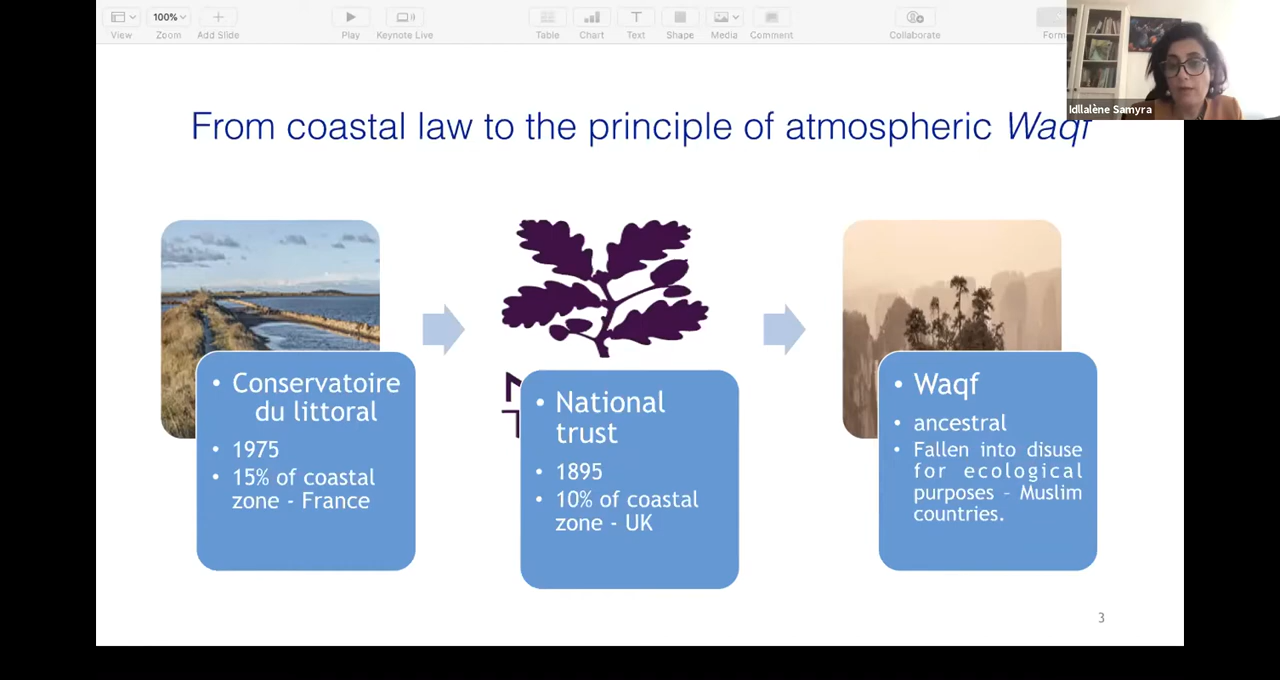 100%
View
Zoom
Add Slide
Play
Keynote Live
Table
Chart
Text
Shape
Media
Comment
Collaborate
Form
Idllalène Samyra
From coastal law to the principle of atmospheric Waqf
• Conservatoire
du littoral
• 1975
• 15% of coastal
zone - France
• National
trust
• 1895
• 10% of coastal
zone - UK
• Waqf
• ancestral
• Fallen into disuse
for ecological
purposes – Muslim
countries.
3